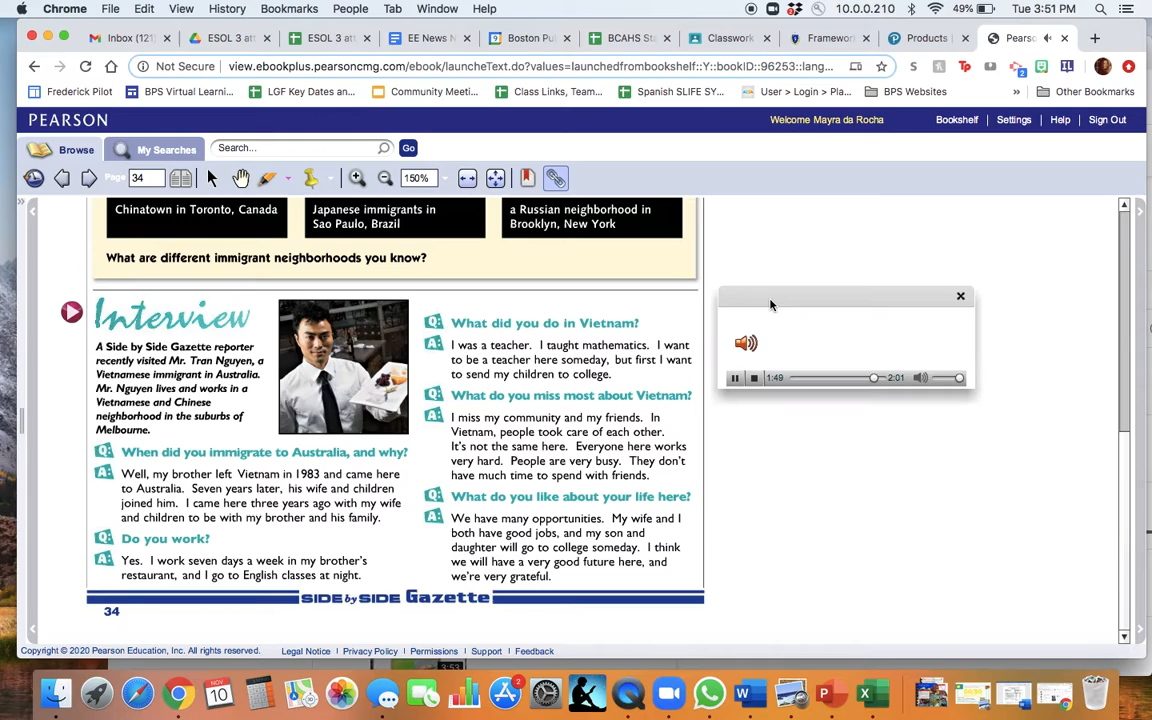 Chrome File Edit View History Bookmarks People Tab Window Help 10.0.0.210 49% Tue 3:51 PM
Inbox (121 ESOL 3 at ESOL 3 at EE News N Boston Pu BCAHS St Classwork Framewo Products Pearso
Not Secure view.ebookplus.pearsoncmg.com/ebook/launcheText.do?values=launchedfrombookshelf::Y::bookID::96253::lang...
Frederick Pilot BPS Virtual Learni... LGF Key Dates an... Community Meeti... Class Links, Team... Spanish SLIFE SY... User > Login > Pla... BPS Websites » Other Bookmarks
PEARSON Welcome Mayra da Rocha Bookshelf Settings Help Sign Out
Browse My Searches Search... Go
Page 34 150%
Chinatown in Toronto, Canada
Japanese immigrants in
Sao Paulo, Brazil
a Russian neighborhood in
Brooklyn, New York
What are different immigrant neighborhoods you know?
Interview
A Side by Side Gazette reporter
recently visited Mr. Tran Nguyen, a
Vietnamese immigrant in Australia.
Mr. Nguyen lives and works in a
Vietnamese and Chinese
neighborhood in the suburbs of
Melbourne.
Q: When did you immigrate to Australia, and why?
A: Well, my brother left Vietnam in 1983 and came here
to Australia. Seven years later, his wife and children
joined him. I came here three years ago with my wife
and children to be with my brother and his family.
Q: Do you work?
A: Yes. I work seven days a week in my brother's
restaurant, and I go to English classes at night.
Q: What did you do in Vietnam?
A: I was a teacher. I taught mathematics. I want
to be a teacher here someday, but first I want
to send my children to college.
Q: What do you miss most about Vietnam?
A: I miss my community and my friends. In
Vietnam, people took care of each other.
It's not the same here. Everyone here works
very hard. People are very busy. They don't
have much time to spend with friends.
Q: What do you like about your life here?
A: We have many opportunities. My wife and I
both have good jobs, and my son and
daughter will go to college someday. I think
we will have a very good future here, and
we're very grateful.
1:49 2:01
SIDE by SIDE Gazette
34
Copyright © 2020 Pearson Education, Inc. All rights reserved. Legal Notice | Privacy Policy | Permissions | Support | Feedback
3:53
NOV
10
2